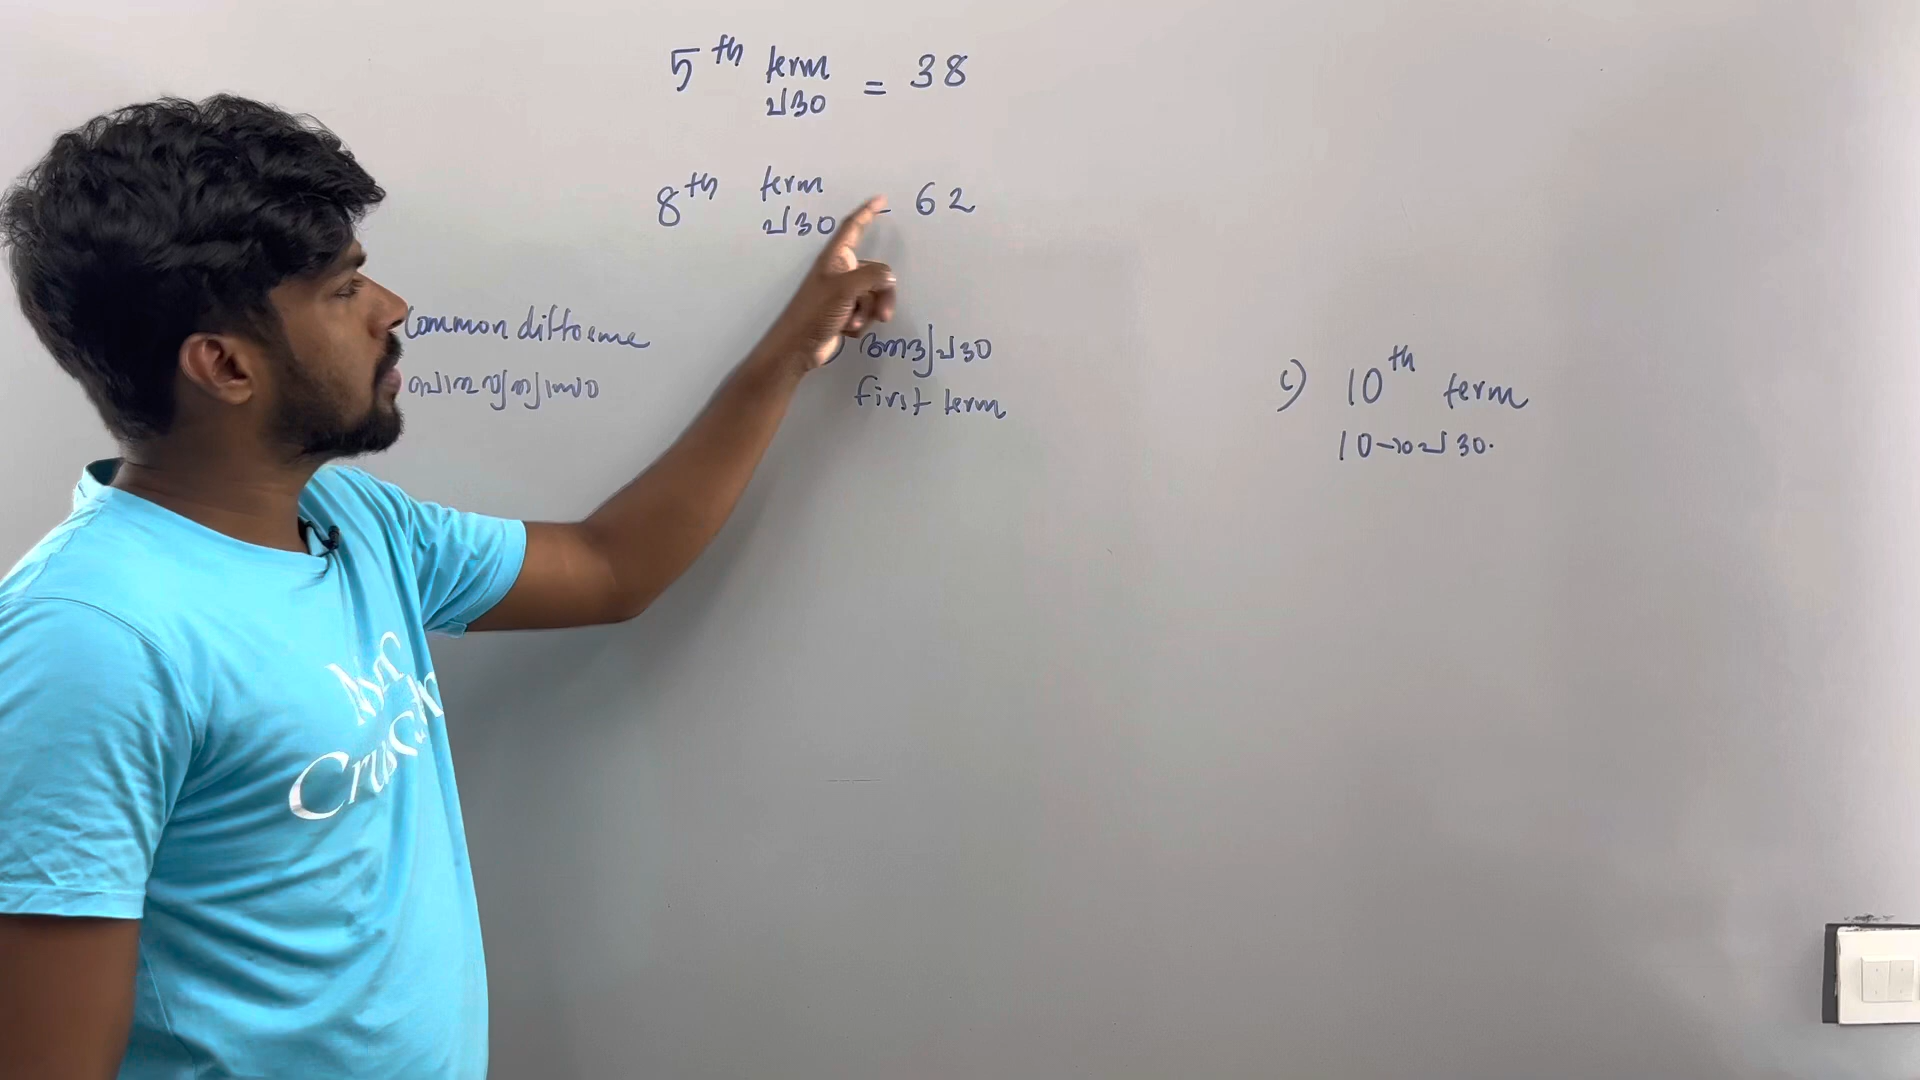 5th term = 38
പദം
8th term = 62
പദം
Common difference
പൊതുവ്യത്യാസം
) ആദ്യപദം
first term
c) 10th term
10-ാം പദം.